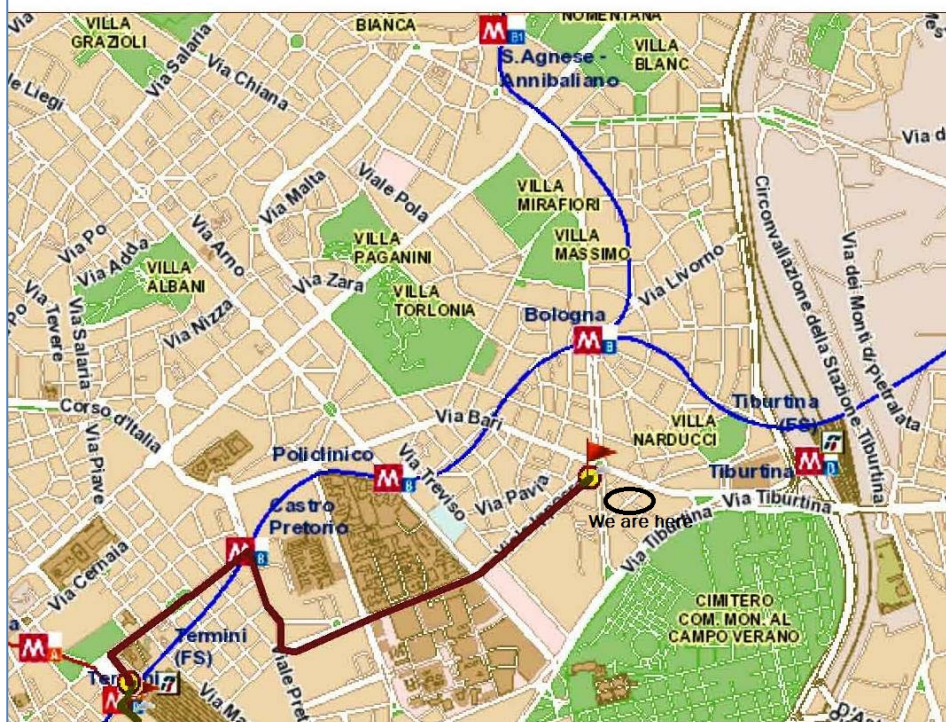 VILLA
GRAZIOLI
BIANCA
NOMENTANA
B1
S.Agnese -
Annibaliano
VILLA
BLANC
Via Salaria
Via Chiana
le Liegi
Via d
Via Malta
Viale Pola
VILLA
MIRAFIORI
VILLA
MASSIMO
Via Po
Via Adda
VILLA
ALBANI
Via Arno
VILLA
PAGANINI
Via Zara
VILLA
TORLONIA
Via Livorno
Circonvallazione della Stazione Tiburtina
Via dei Monti di Pietralata
Po
Via Tevere
Via Salaria
Via Nizza
Bologna
B
Corso d'Italia
Via Piave
Via Bari
VILLA
NARDUCCI
Tiburtina
(FS)
Policlinico
B
Via Treviso
Tiburtina
Castro
Pretorio
B
Via Pavia
We are here
Via Tiburtina
Via Tiburtina
Via Cernaia
CIMITERO
COM. MON. AL
CAMPO VERANO
a
A
Termini
(FS)
Viale Pret
Via Ma